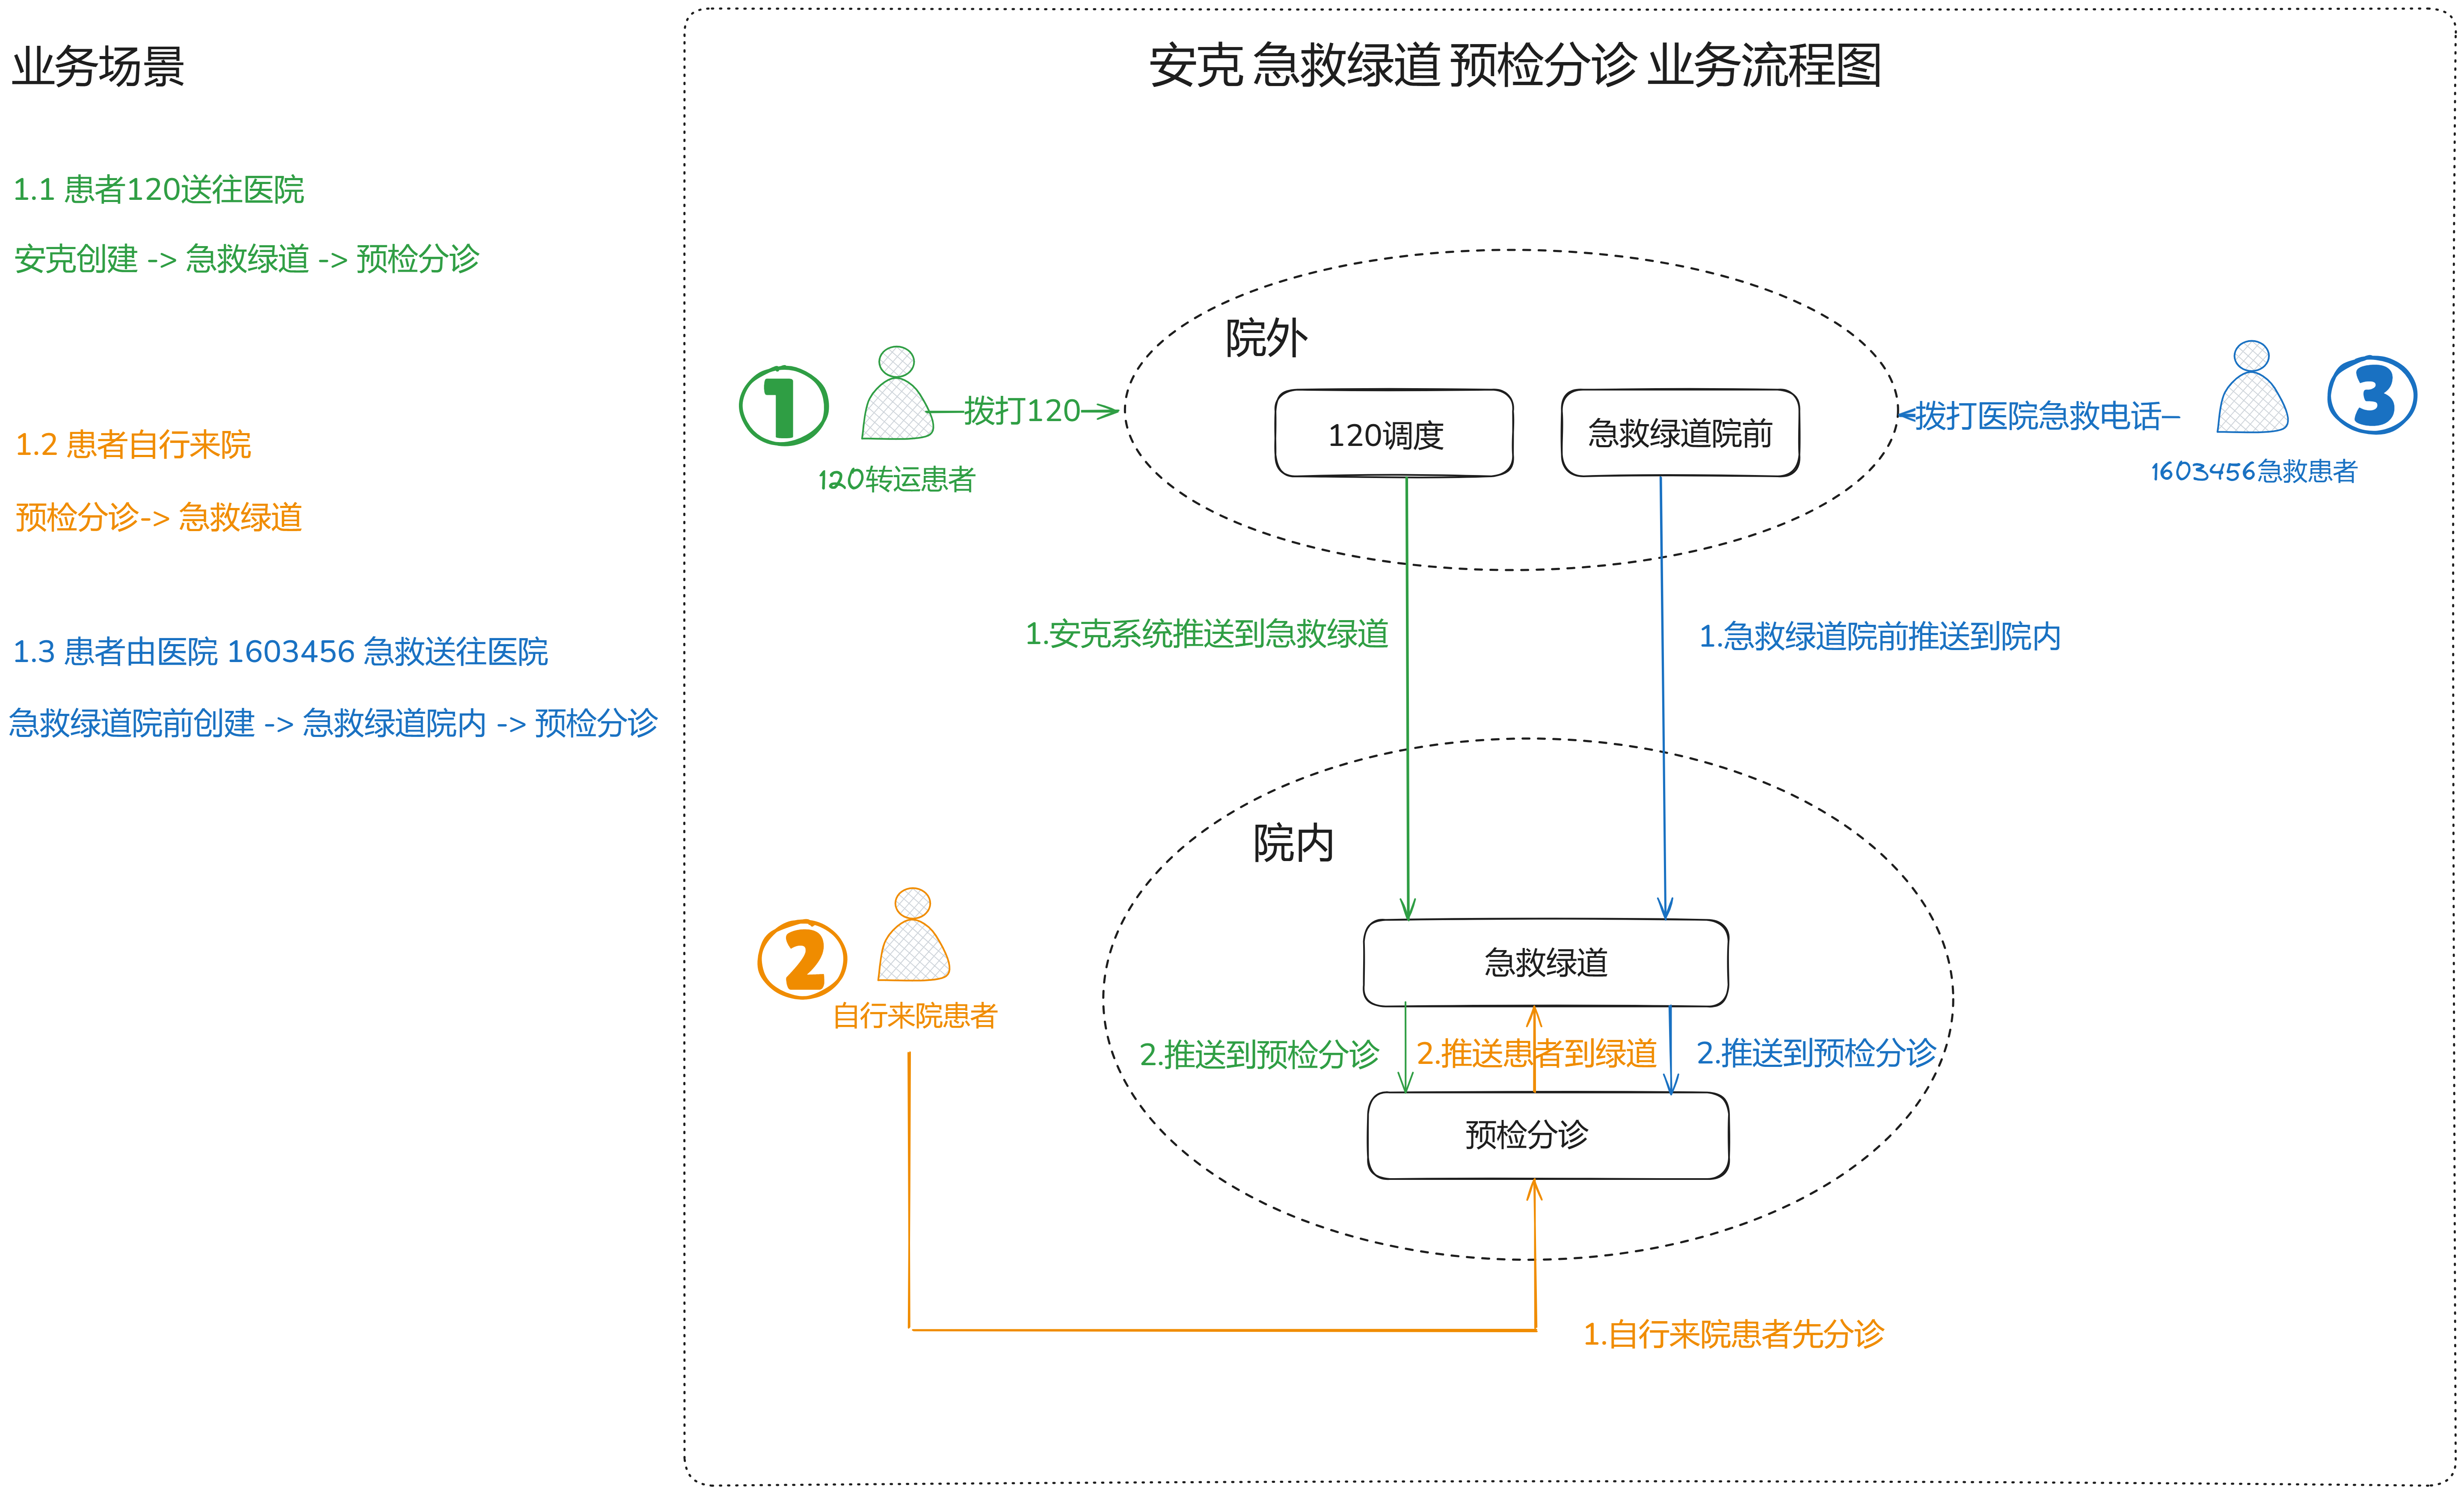 业务场景
1.1 患者120送往医院
安克创建 -> 急救绿道 -> 预检分诊
1.2 患者自行来院
预检分诊-> 急救绿道
1.3 患者由医院 1603456 急救送往医院
急救绿道院前创建 -> 急救绿道院内 -> 预检分诊
安克 急救绿道 预检分诊 业务流程图
院外
1
拨打120
120转运患者
120调度
急救绿道院前
拨打医院急救电话
3
1603456急救患者
1.安克系统推送到急救绿道
1.急救绿道院前推送到院内
院内
2
自行来院患者
急救绿道
2.推送到预检分诊
2.推送患者到绿道
2.推送到预检分诊
预检分诊
1.自行来院患者先分诊